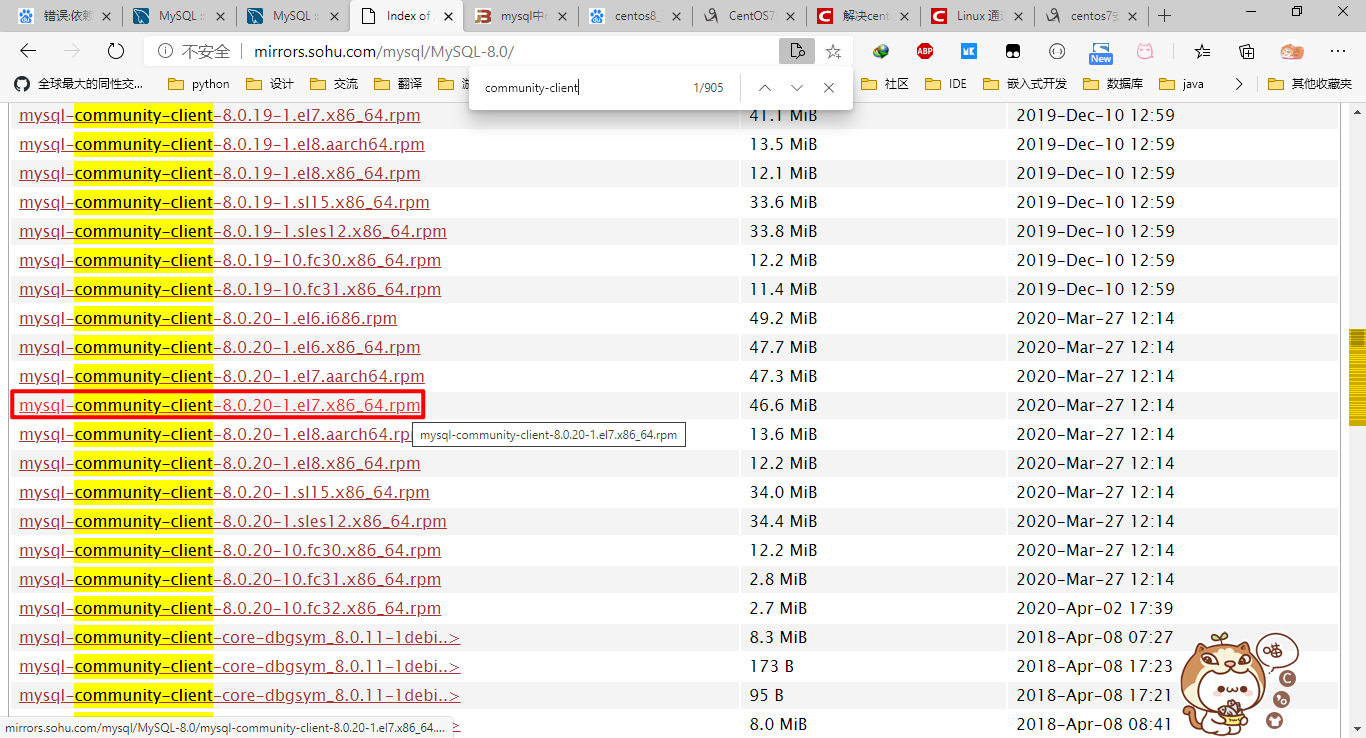 错误:依赖
MySQL ::
MySQL ::
Index of
mysql中r
centos8_
CentOS7
解决cent
Linux 通
centos7安
不安全
mirrors.sohu.com/mysql/MySQL-8.0/
ABP
New
全球最大的同性交...
python
设计
交流
翻译
社区
IDE
嵌入式开发
数据库
java
其他收藏夹
community-client
1/905
mysql-community-client-8.0.19-1.el7.x86_64.rpm 41.1 MiB 2019-Dec-10 12:59
mysql-community-client-8.0.19-1.el8.aarch64.rpm 13.5 MiB 2019-Dec-10 12:59
mysql-community-client-8.0.19-1.el8.x86_64.rpm 12.1 MiB 2019-Dec-10 12:59
mysql-community-client-8.0.19-1.sl15.x86_64.rpm 33.6 MiB 2019-Dec-10 12:59
mysql-community-client-8.0.19-1.sles12.x86_64.rpm 33.8 MiB 2019-Dec-10 12:59
mysql-community-client-8.0.19-10.fc30.x86_64.rpm 12.2 MiB 2019-Dec-10 12:59
mysql-community-client-8.0.19-10.fc31.x86_64.rpm 11.4 MiB 2019-Dec-10 12:59
mysql-community-client-8.0.20-1.el6.i686.rpm 49.2 MiB 2020-Mar-27 12:14
mysql-community-client-8.0.20-1.el6.x86_64.rpm 47.7 MiB 2020-Mar-27 12:14
mysql-community-client-8.0.20-1.el7.aarch64.rpm 47.3 MiB 2020-Mar-27 12:14
mysql-community-client-8.0.20-1.el7.x86_64.rpm 46.6 MiB 2020-Mar-27 12:14
mysql-community-client-8.0.20-1.el8.aarch64.rp 13.6 MiB 2020-Mar-27 12:14
mysql-community-client-8.0.20-1.el7.x86_64.rpm
mysql-community-client-8.0.20-1.el8.x86_64.rpm 12.2 MiB 2020-Mar-27 12:14
mysql-community-client-8.0.20-1.sl15.x86_64.rpm 34.0 MiB 2020-Mar-27 12:14
mysql-community-client-8.0.20-1.sles12.x86_64.rpm 34.4 MiB 2020-Mar-27 12:14
mysql-community-client-8.0.20-10.fc30.x86_64.rpm 12.2 MiB 2020-Mar-27 12:14
mysql-community-client-8.0.20-10.fc31.x86_64.rpm 2.8 MiB 2020-Mar-27 12:14
mysql-community-client-8.0.20-10.fc32.x86_64.rpm 2.7 MiB 2020-Apr-02 17:39
mysql-community-client-core-dbgsym_8.0.11-1debi..> 8.3 MiB 2018-Apr-08 07:27
mysql-community-client-core-dbgsym_8.0.11-1debi..> 173 B 2018-Apr-08 17:23
mysql-community-client-core-dbgsym_8.0.11-1debi..> 95 B 2018-Apr-08 17:21
8.0 MiB 2018-Apr-08 08:41
喵
C
mirrors.sohu.com/mysql/MySQL-8.0/mysql-community-client-8.0.20-1.el7.x86_64....